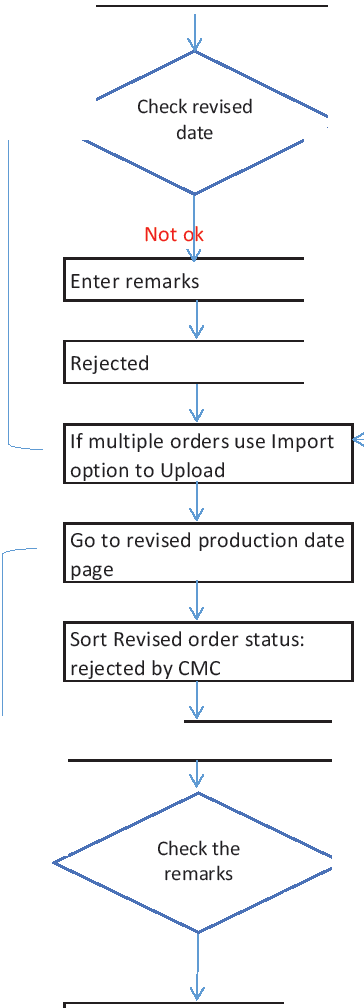 Check revised
date
Not ok
Enter remarks
Rejected
If multiple orders use Import
option to Upload
Go to revised production date
page
Sort Revised order status:
rejected by CMC
Check the
remarks